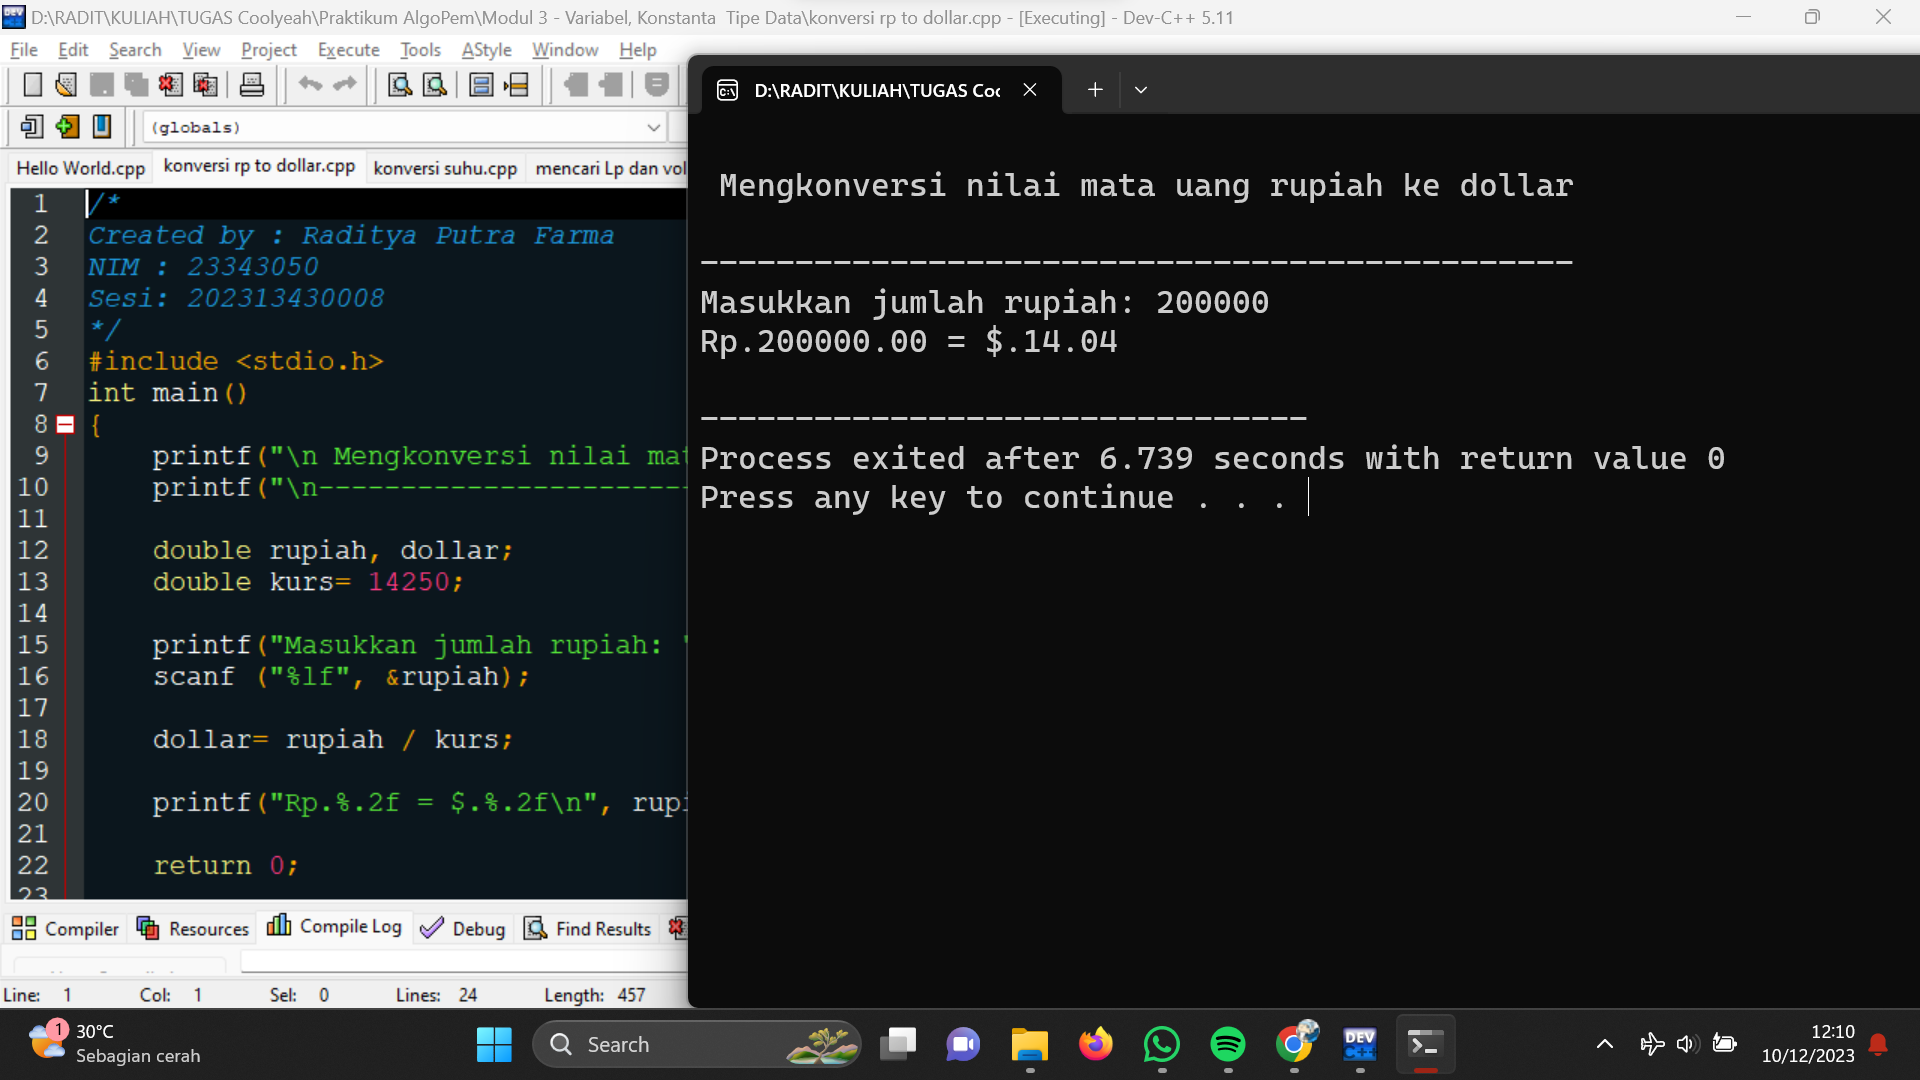 D:\RADIT\KULIAH\TUGAS Coolyeah\Praktikum AlgoPem\Modul 3 - Variabel, Konstanta  Tipe Data\konversi rp to dollar.cpp - [Executing] - Dev-C++ 5.11
File Edit Search View Project Execute Tools AStyle Window Help
(globals)
Hello World.cpp konversi rp to dollar.cpp konversi suhu.cpp mencari Lp dan vol
1 /*
2 Created by : Raditya Putra Farma
3 NIM : 23343050
4 Sesi: 202313430008
5 */
6 #include <stdio.h>
7 int main()
8 {
9 printf("\n Mengkonversi nilai mat
10 printf("\n-----------------------
11
12 double rupiah, dollar;
13 double kurs= 14250;
14
15 printf("Masukkan jumlah rupiah: "
16 scanf ("%lf", &rupiah);
17
18 dollar= rupiah / kurs;
19
20 printf("Rp.%.2f = $.%.2f\n", rupi
21
22 return 0;
23
Compiler Resources Compile Log Debug Find Results
Line: 1 Col: 1 Sel: 0 Lines: 24 Length: 457
D:\RADIT\KULIAH\TUGAS Coo
Mengkonversi nilai mata uang rupiah ke dollar
----------------------------------------------
Masukkan jumlah rupiah: 200000
Rp.200000.00 = $.14.04
--------------------------------
Process exited after 6.739 seconds with return value 0
Press any key to continue . . .
1
30°C
Sebagian cerah
Search
DEV
C++
12:10
10/12/2023